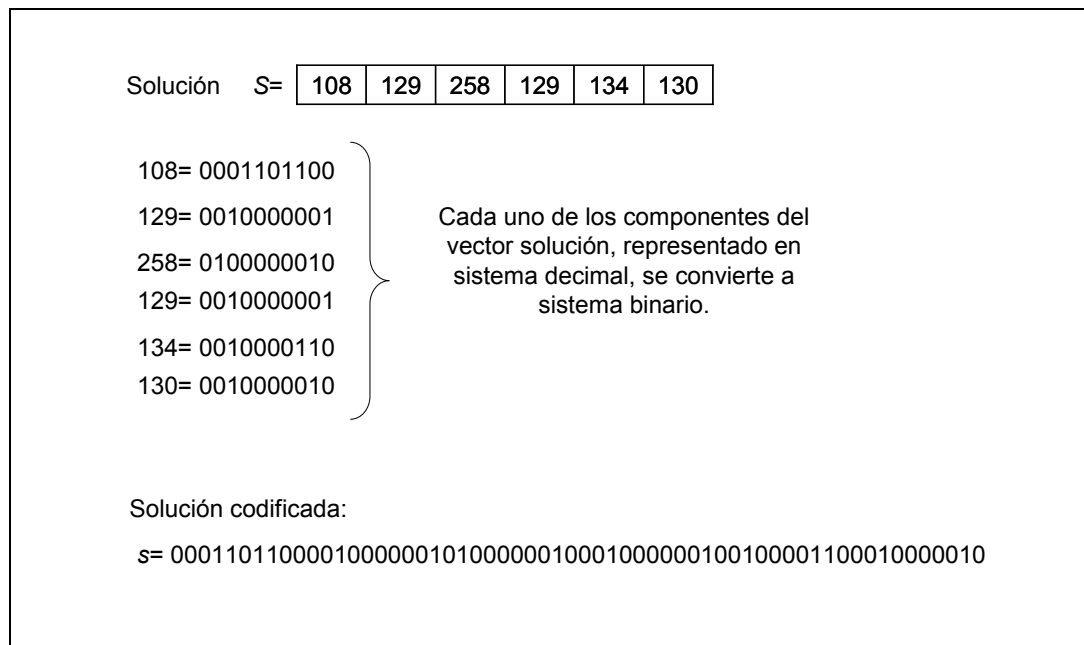 Solución S= 108 129 258 129 134 130
108= 0001101100
129= 0010000001
258= 0100000010
129= 0010000001
134= 0010000110
130= 0010000010
Cada uno de los componentes del
vector solución, representado en
sistema decimal, se convierte a
sistema binario.
Solución codificada:
s= 000110110000100000010100000010001000000100100001100010000010